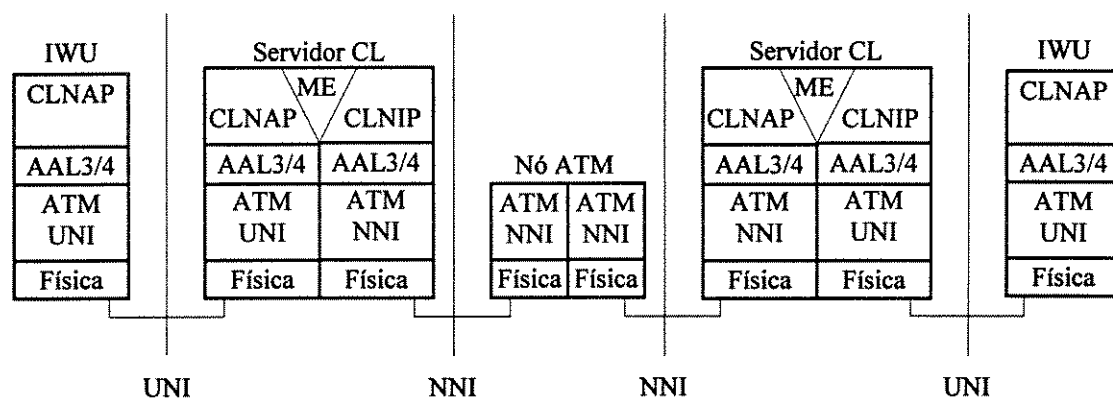 IWU
Servidor CL
Servidor CL
IWU
CLNAP
ME
CLNAP
CLNIP
ME
CLNAP
CLNIP
CLNAP
AAL3/4
AAL3/4
AAL3/4
Nó ATM
AAL3/4
AAL3/4
AAL3/4
ATM
UNI
ATM
UNI
ATM
NNI
ATM
NNI
ATM
NNI
ATM
NNI
ATM
UNI
ATM
UNI
Física
Física
Física
Física
Física
Física
Física
Física
UNI
NNI
NNI
UNI